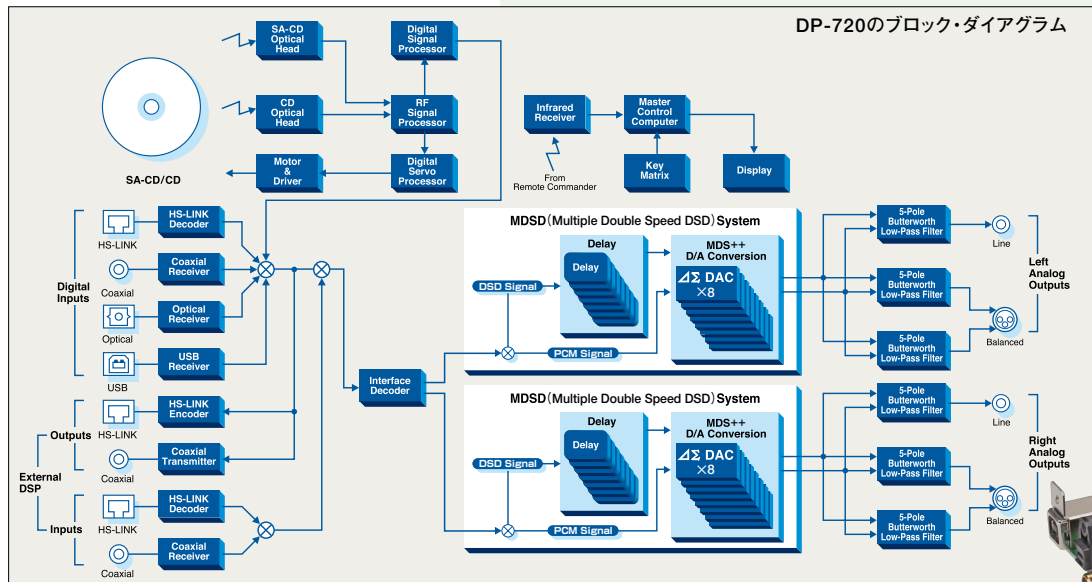 DP-720のブロック・ダイアグラム
SA-CD
Optical
Head
Digital
Signal
Processor
CD
Optical
Head
RF
Signal
Processor
Motor
&
Driver
Digital
Servo
Processor
SA-CD/CD
Infrared
Receiver
Master
Control
Computer
Key
Matrix
Display
From
Remote Commander
Digital
Inputs
HS-LINK
HS-LINK
Decoder
Coaxial
Coaxial
Receiver
Optical
Optical
Receiver
USB
USB
Receiver
External
DSP
Outputs
HS-LINK
HS-LINK
Encoder
Coaxial
Coaxial
Transmitter
Inputs
HS-LINK
HS-LINK
Decoder
Coaxial
Coaxial
Receiver
Interface
Decoder
MDSD(Multiple Double Speed DSD)System
Delay
Delay
DSD Signal
PCM Signal
MDS++
D/A Conversion
ΔΣ DAC
×8
MDSD(Multiple Double Speed DSD)System
Delay
Delay
DSD Signal
PCM Signal
MDS++
D/A Conversion
ΔΣ DAC
×8
5-Pole
Butterworth
Low-Pass Filter
Line
5-Pole
Butterworth
Low-Pass Filter
5-Pole
Butterworth
Low-Pass Filter
Balanced
Left
Analog
Outputs
5-Pole
Butterworth
Low-Pass Filter
Line
5-Pole
Butterworth
Low-Pass Filter
5-Pole
Butterworth
Low-Pass Filter
Balanced
Right
Analog
Outputs